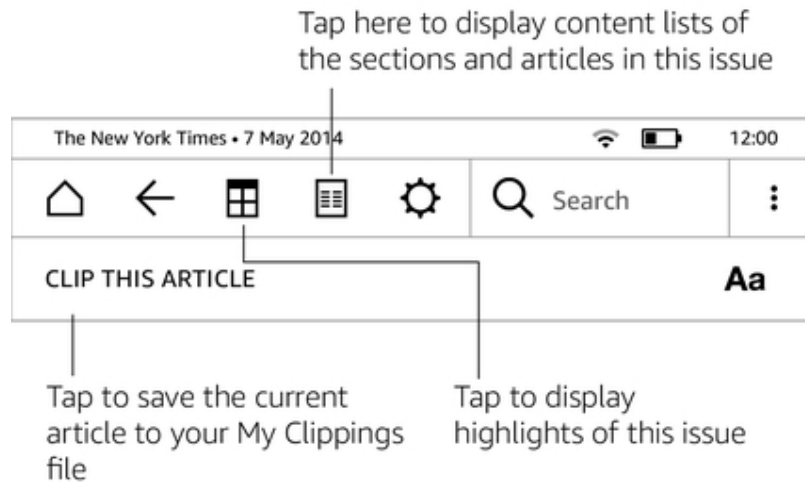 Tap here to display content lists of
the sections and articles in this issue
The New York Times • 7 May 2014
12:00
Search
CLIP THIS ARTICLE
Aa
Tap to save the current
article to your My Clippings
file
Tap to display
highlights of this issue